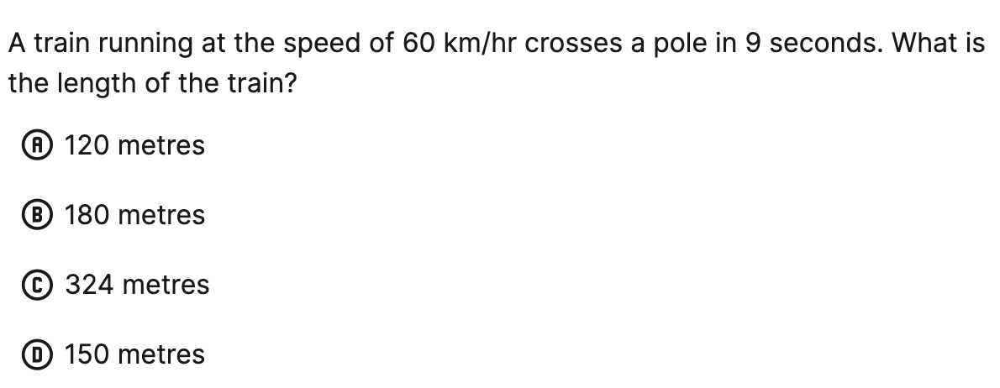 A train running at the speed of 60 km/hr crosses a pole in 9 seconds. What is
the length of the train?
A 120 metres
B 180 metres
C 324 metres
D 150 metres